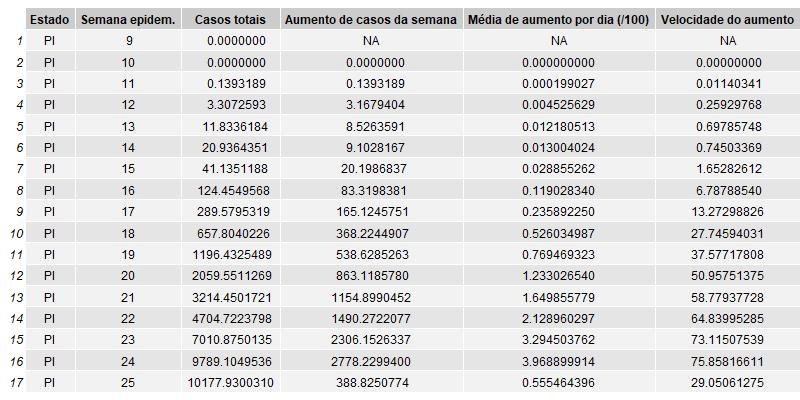 Estado Semana epidem. Casos totais Aumento de casos da semana Média de aumento por dia (/100) Velocidade do aumento
1 PI 9 0.0000000 NA NA NA
2 PI 10 0.0000000 0.0000000 0.000000000 0.00000000
3 PI 11 0.1393189 0.1393189 0.000199027 0.01140341
4 PI 12 3.3072593 3.1679404 0.004525629 0.25929768
5 PI 13 11.8336184 8.5263591 0.012180513 0.69785748
6 PI 14 20.9364351 9.1028167 0.013004024 0.74503369
7 PI 15 41.1351188 20.1986837 0.028855262 1.65282612
8 PI 16 124.4549568 83.3198381 0.119028340 6.78788540
9 PI 17 289.5795319 165.1245751 0.235892250 13.27298826
10 PI 18 657.8040226 368.2244907 0.526034987 27.74594031
11 PI 19 1196.4325489 538.6285263 0.769469323 37.57717808
12 PI 20 2059.5511269 863.1185780 1.233026540 50.95751375
13 PI 21 3214.4501721 1154.8990452 1.649855779 58.77937728
14 PI 22 4704.7223798 1490.2722077 2.128960297 64.83995285
15 PI 23 7010.8750135 2306.1526337 3.294503762 73.11507539
16 PI 24 9789.1049536 2778.2299400 3.968899914 75.85816611
17 PI 25 10177.9300310 388.8250774 0.555464396 29.05061275